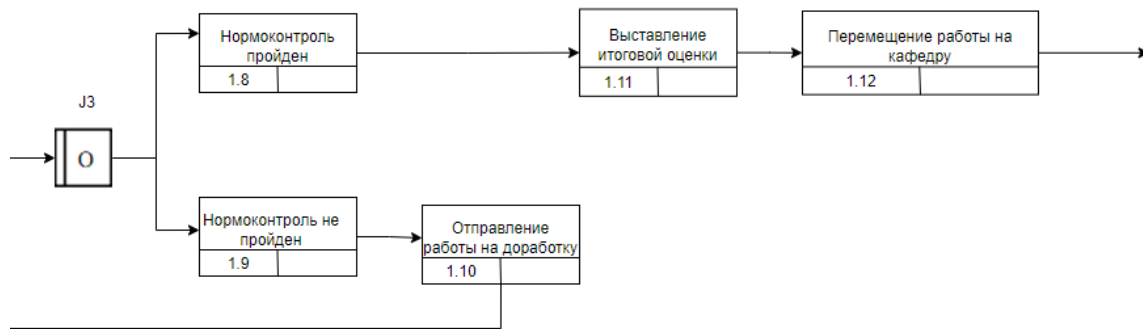 Нормоконтроль
пройден
1.8
Выставление
итоговой оценки
1.11
Перемещение работы на
кафедру
1.12
J3
O
Нормоконтроль не
пройден
1.9
Отправление
работы на доработку
1.10